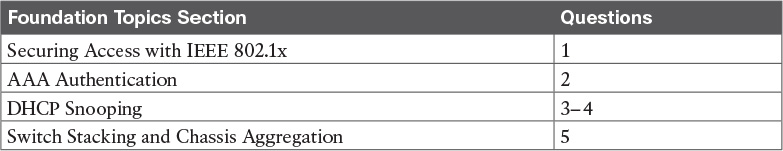 Foundation Topics Section Questions
Securing Access with IEEE 802.1x 1
AAA Authentication 2
DHCP Snooping 3–4
Switch Stacking and Chassis Aggregation 5